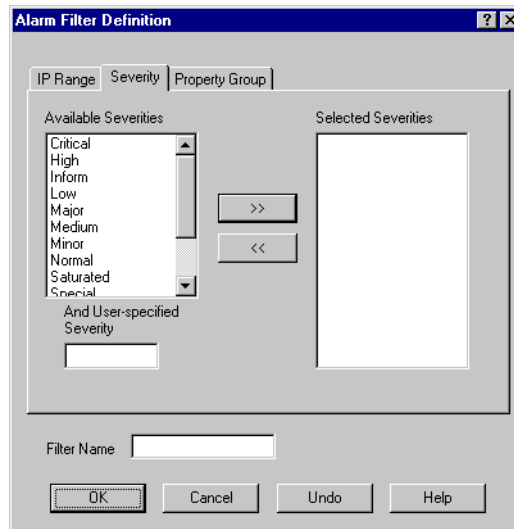 Alarm Filter Definition
IP Range
Severity
Property Group
Available Severities
Selected Severities
Critical
High
Inform
Low
Major
Medium
Minor
Normal
Saturated
Special
>>
<<
And User-specified
Severity
Filter Name
OK
Cancel
Undo
Help